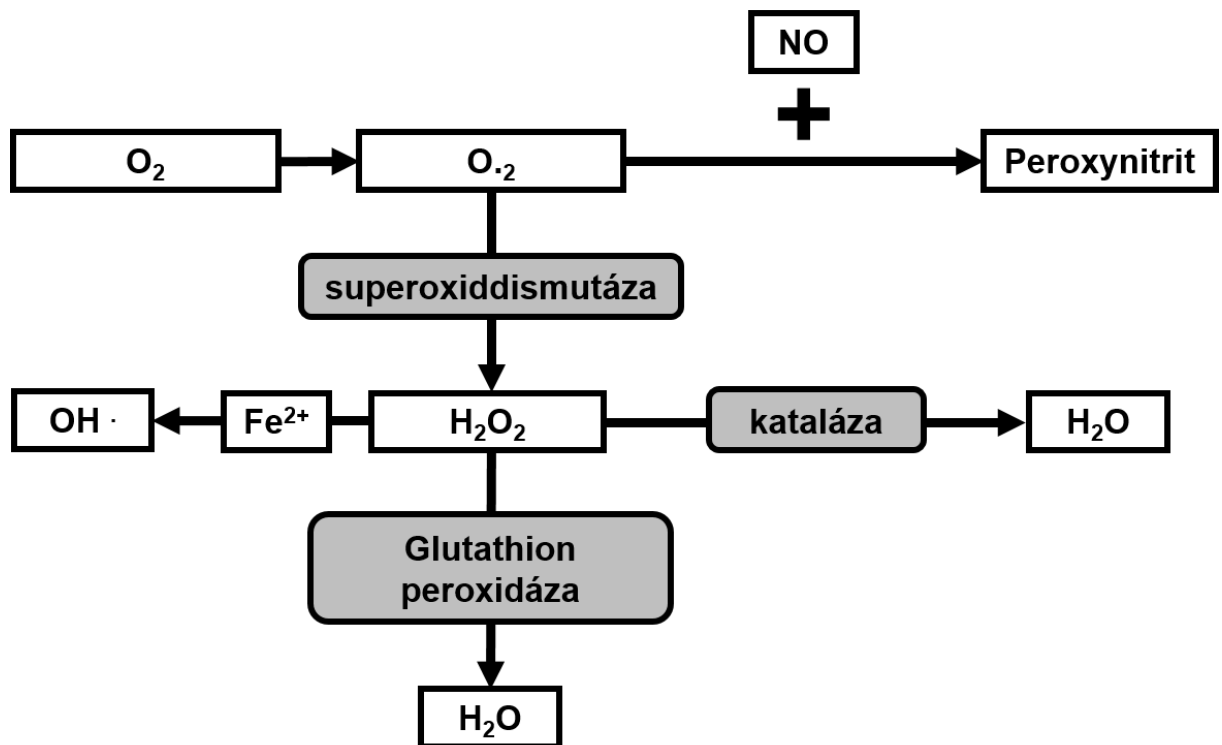 NO
O₂
O.₂
Peroxynitrit
superoxiddismutáza
OH ·
Fe²⁺
H₂O₂
kataláza
H₂O
Glutathion
peroxidáza
H₂O